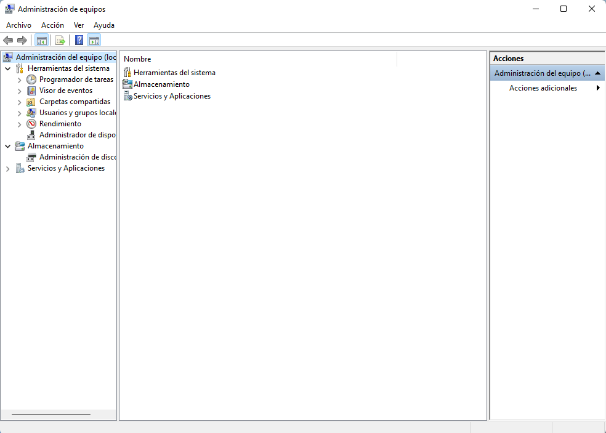 Administración de equipos
Archivo Acción Ver Ayuda
Administración del equipo (loc
Herramientas del sistema
Programador de tareas
Visor de eventos
Carpetas compartidas
Usuarios y grupos locale
Rendimiento
Administrador de dispo
Almacenamiento
Administración de disco
Servicios y Aplicaciones
Nombre
Herramientas del sistema
Almacenamiento
Servicios y Aplicaciones
Acciones
Administración del equipo (...
Acciones adicionales